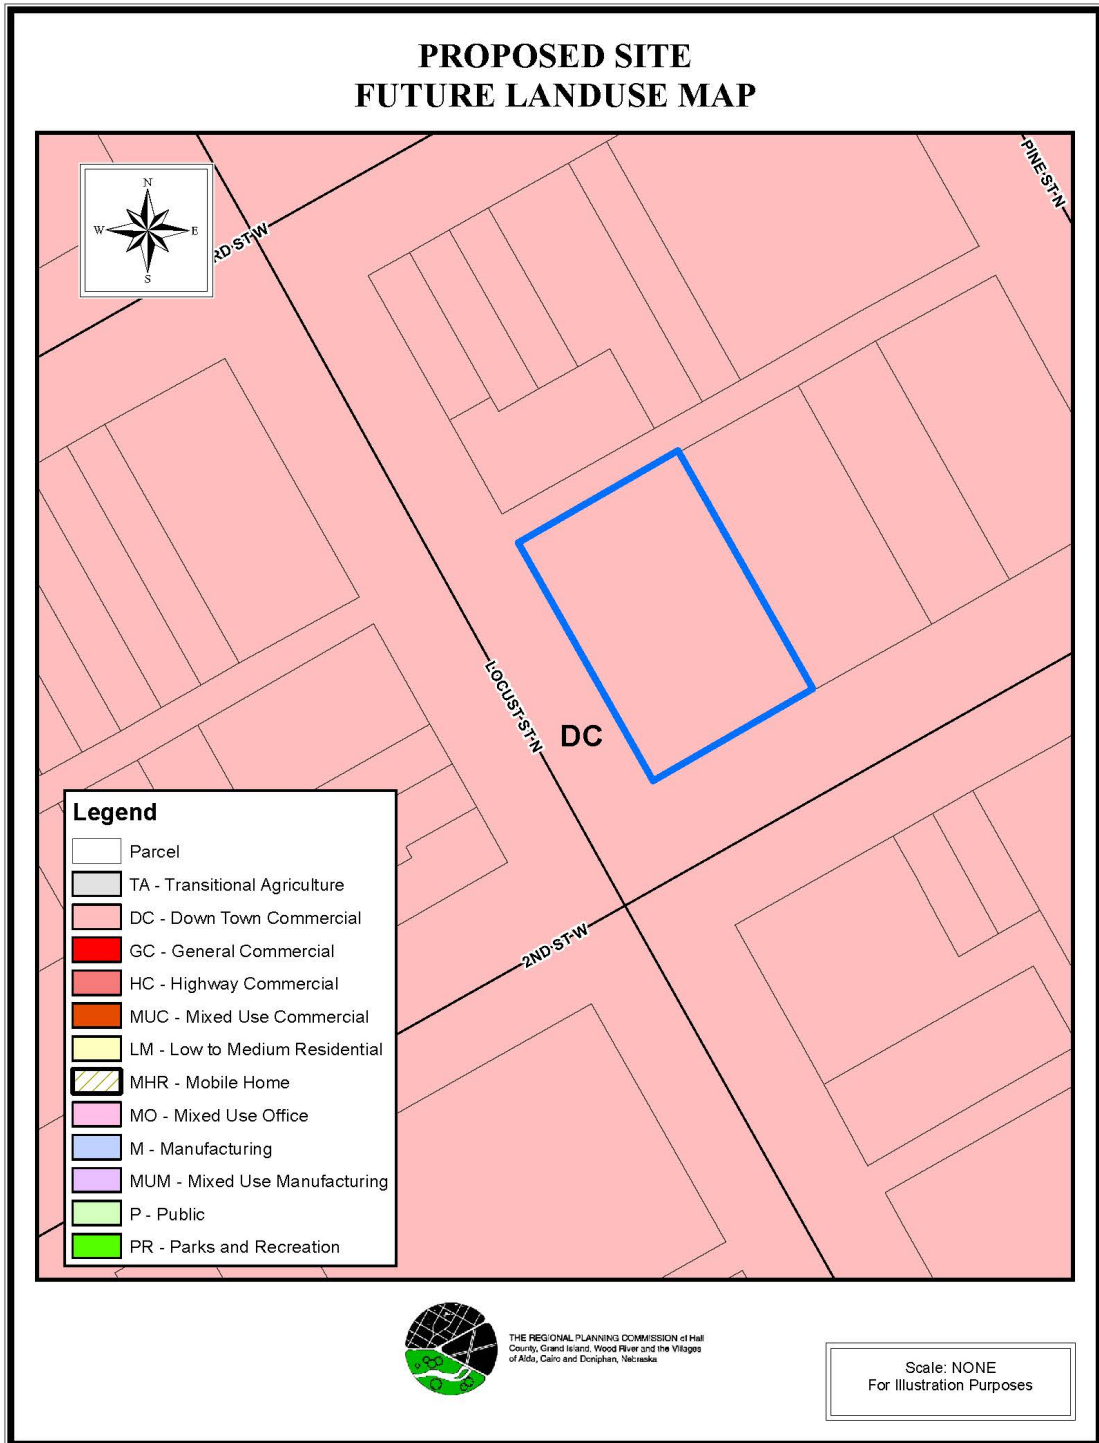 PROPOSED SITE
FUTURE LANDUSE MAP
N
W E
S
RD ST W
PINE ST N
LOCUST ST N
DC
2ND ST W
Legend
Parcel
TA - Transitional Agriculture
DC - Down Town Commercial
GC - General Commercial
HC - Highway Commercial
MUC - Mixed Use Commercial
LM - Low to Medium Residential
MHR - Mobile Home
MO - Mixed Use Office
M - Manufacturing
MUM - Mixed Use Manufacturing
P - Public
PR - Parks and Recreation
THE REGIONAL PLANNING COMMISSION of Hall
County, Grand Island, Wood River and the Villages
of Alda, Cairo and Doniphan, Nebraska
Scale: NONE
For Illustration Purposes